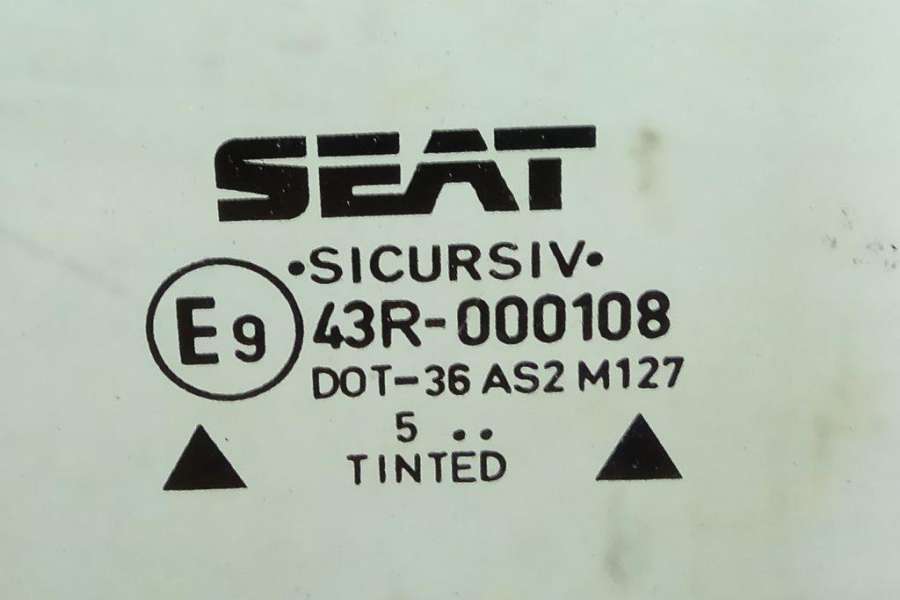 SEAT
•SICURSIV•
E9 43R-000108
DOT-36 AS2 M127
5 ..
TINTED